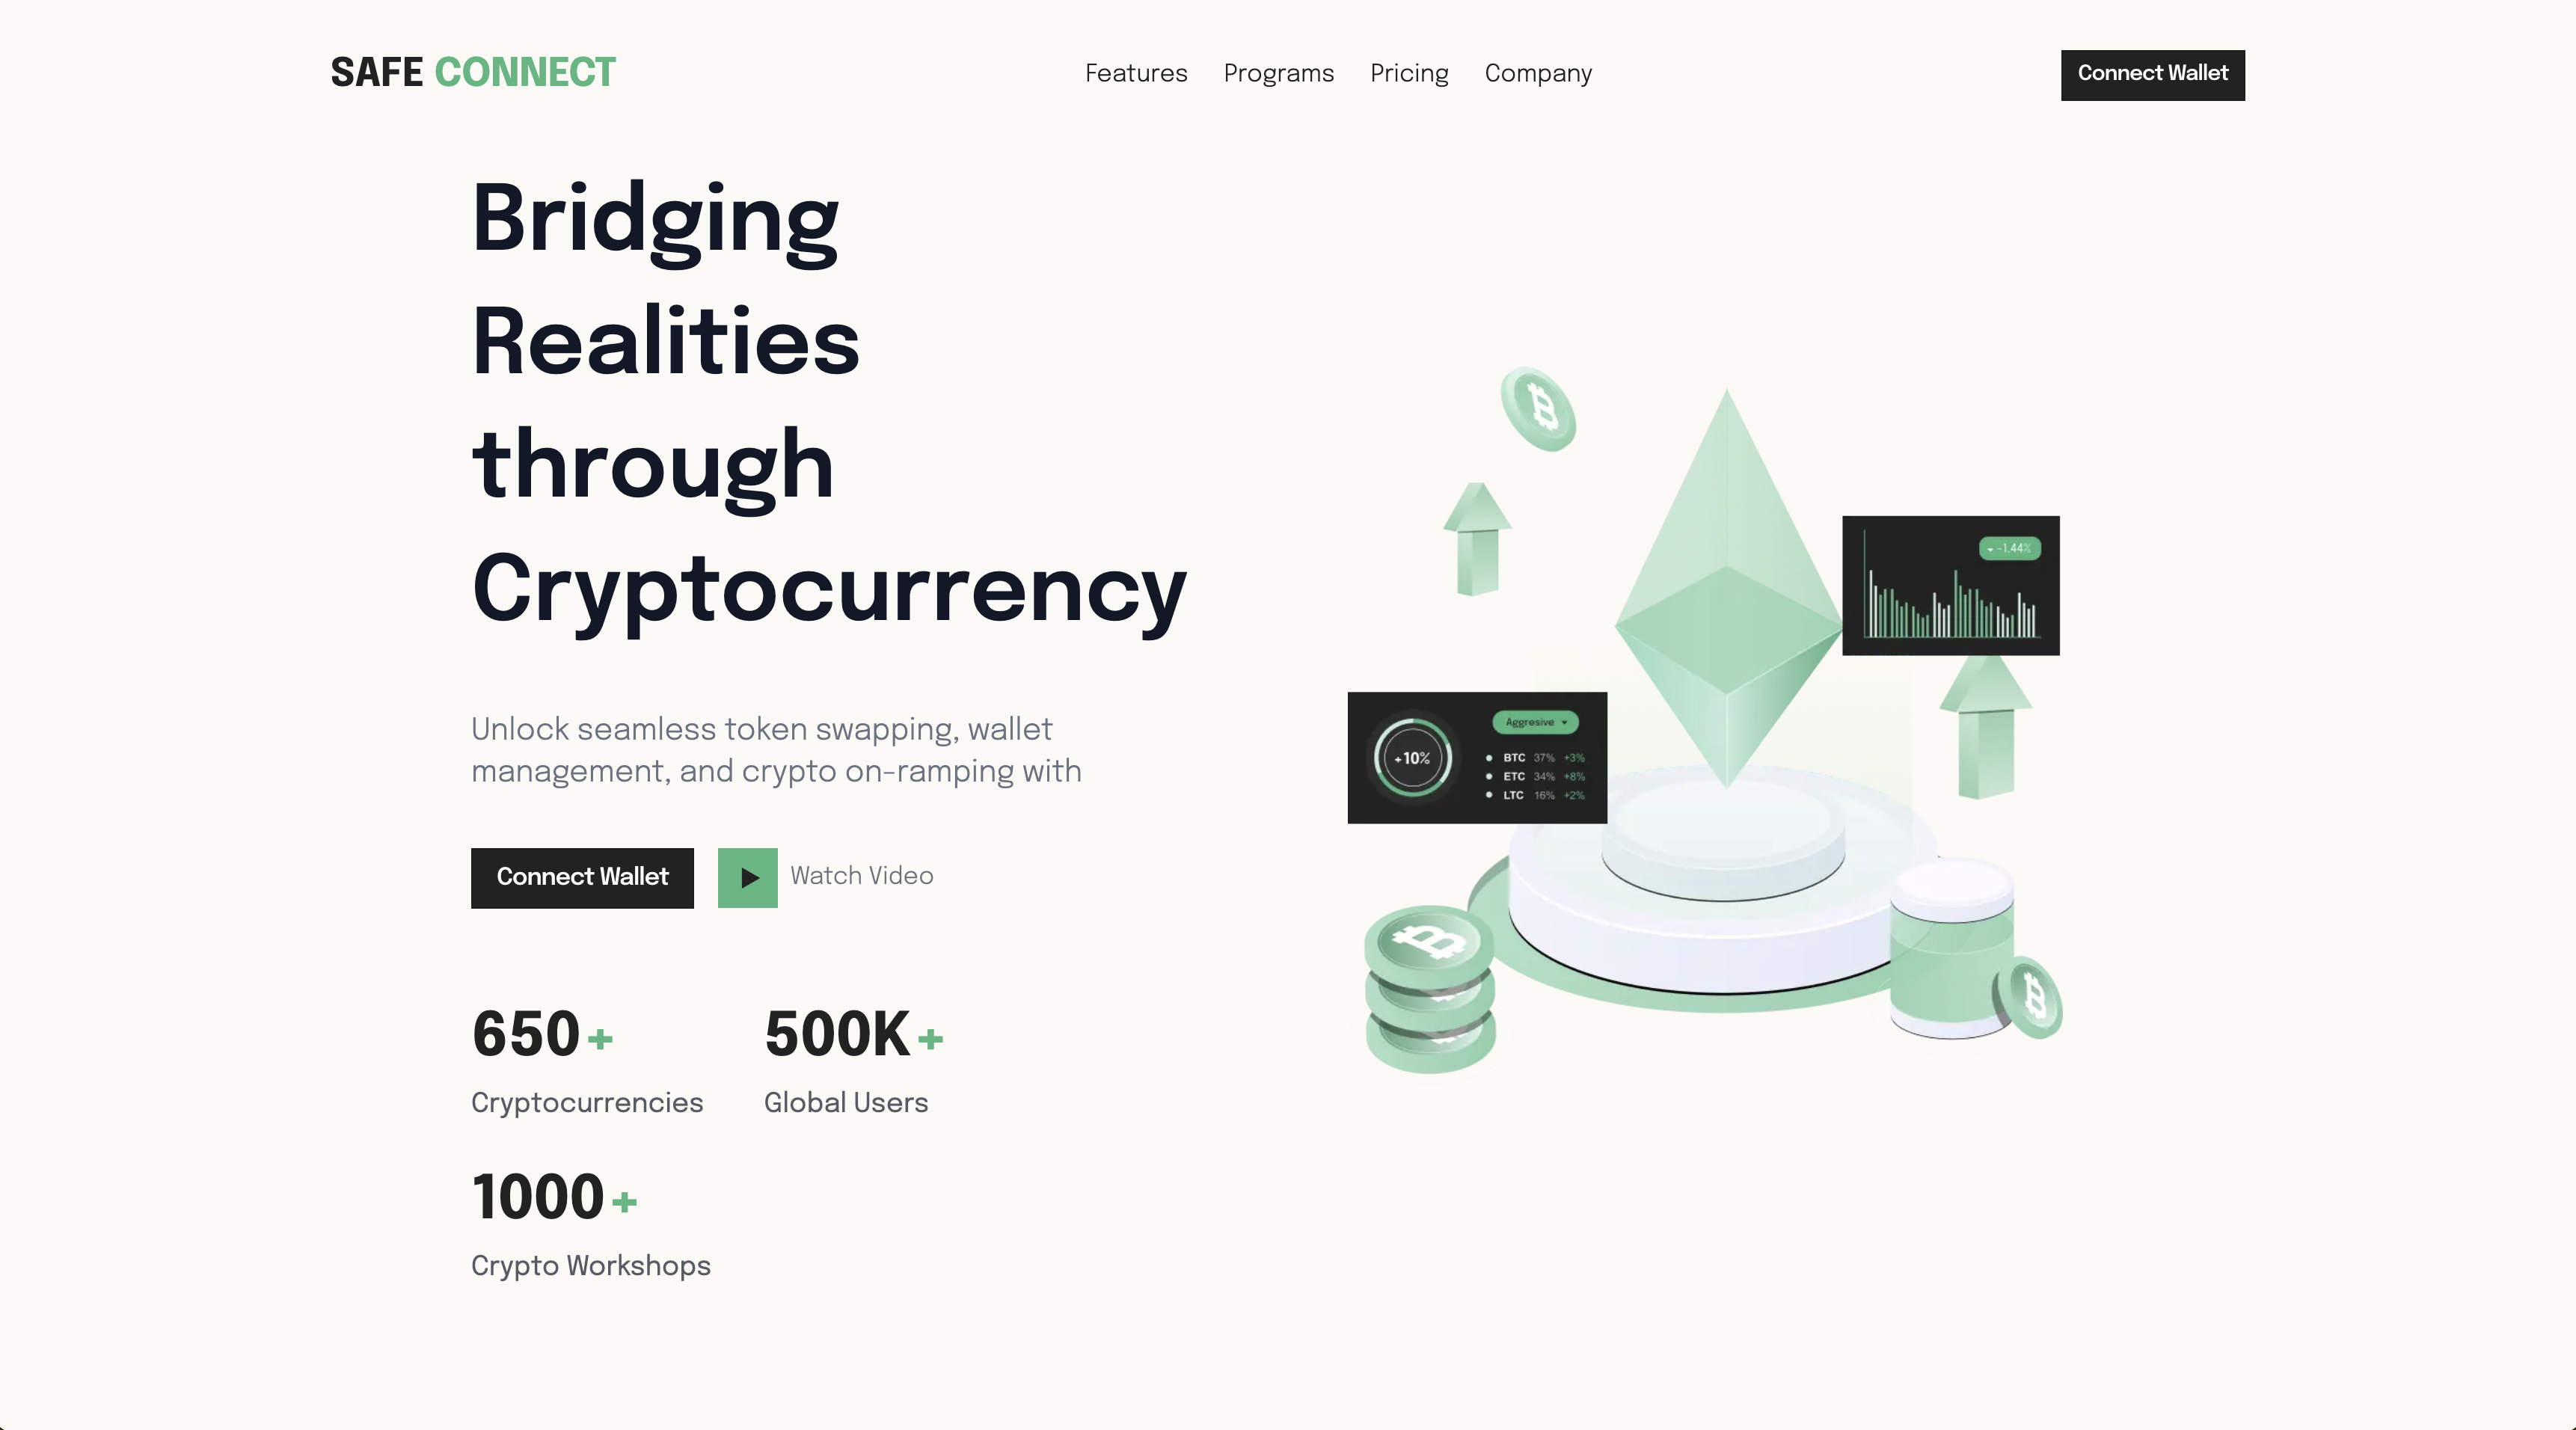 SAFE CONNECT
Features Programs Pricing Company
Connect Wallet
Bridging
Realities
through
Cryptocurrency
Unlock seamless token swapping, wallet
management, and crypto on-ramping with
Connect Wallet
Watch Video
650+ 500K+
Cryptocurrencies Global Users
1000+
Crypto Workshops
-1.44%
Aggresive
+10%
BTC 37% +3%
ETC 34% +8%
LTC 16% +2%